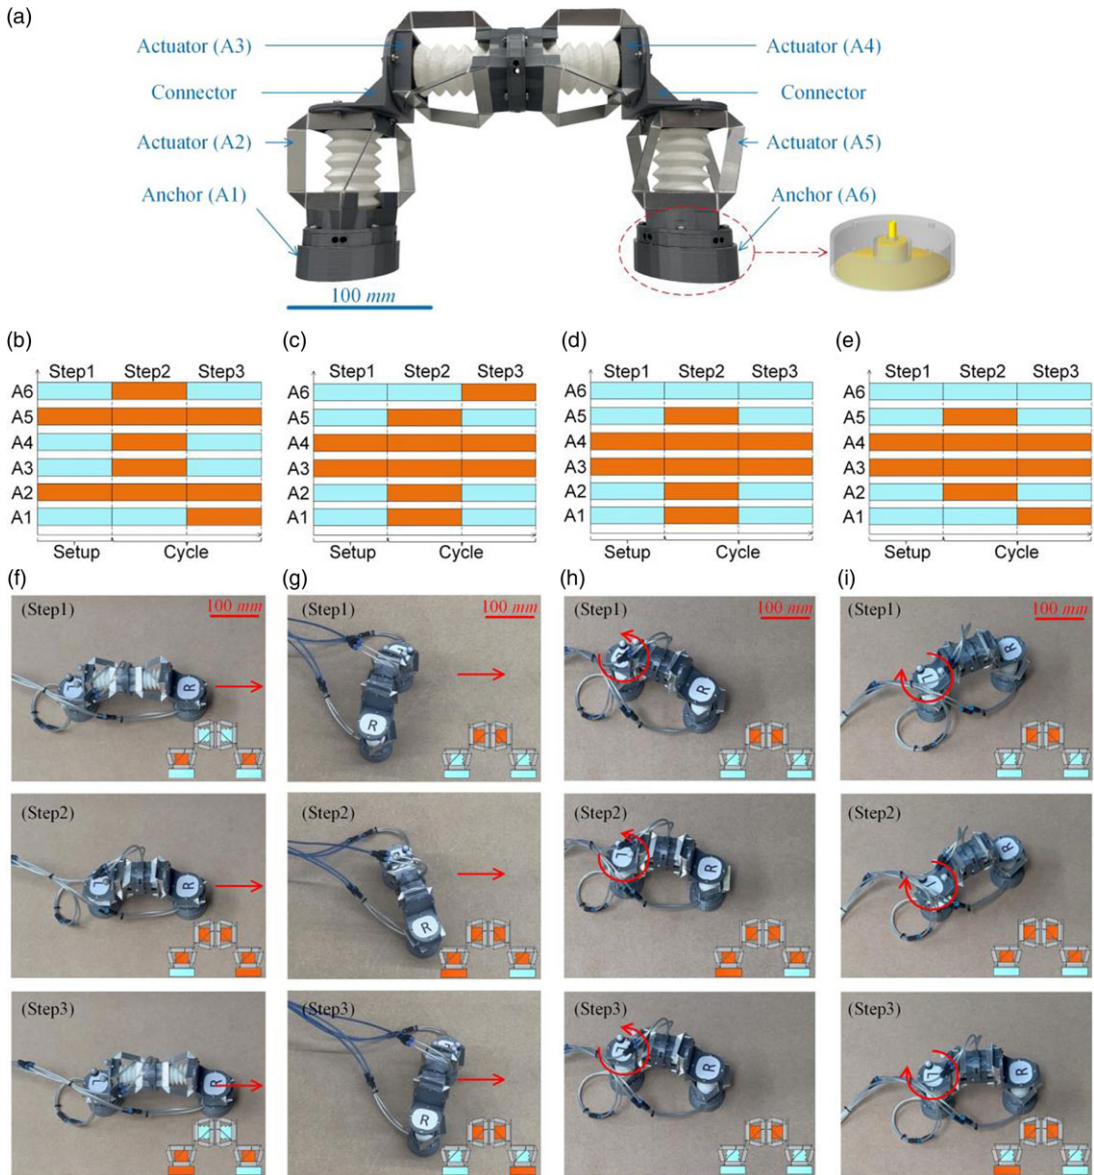 (a)
Actuator (A3)
Actuator (A4)
Connector
Connector
Actuator (A2)
Actuator (A5)
Anchor (A1)
Anchor (A6)
100 mm
(b)
(c)
(d)
(e)
Step1 Step2 Step3
A6
A5
A4
A3
A2
A1
Setup Cycle
Step1 Step2 Step3
A6
A5
A4
A3
A2
A1
Setup Cycle
Step1 Step2 Step3
A6
A5
A4
A3
A2
A1
Setup Cycle
Step1 Step2 Step3
A6
A5
A4
A3
A2
A1
Setup Cycle
(f)
(g)
(h)
(i)
(Step1)
100 mm
L
R
(Step1)
100 mm
L
R
(Step1)
100 mm
L
R
(Step1)
100 mm
L
R
(Step2)
L
R
(Step2)
R
(Step2)
L
R
(Step2)
L
R
(Step3)
L
R
(Step3)
R
(Step3)
R
(Step3)
L
R